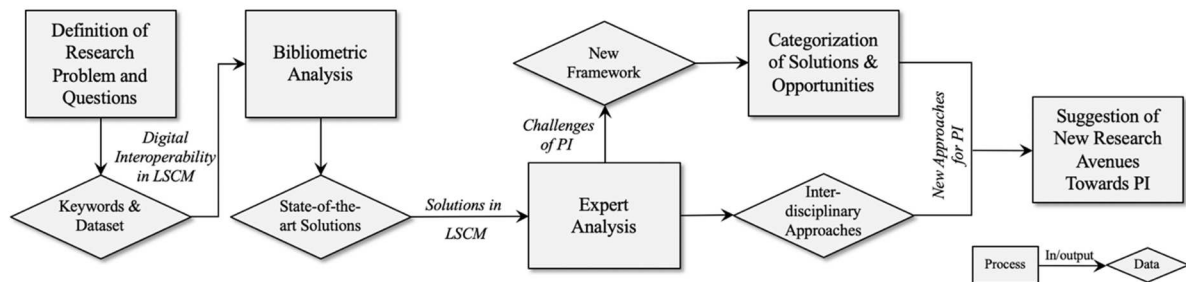 Definition of
Research
Problem and
Questions
Digital
Interoperability
in LSCM
Keywords &
Dataset
Bibliometric
Analysis
State-of-the-
art Solutions
Solutions in
LSCM
Expert
Analysis
Challenges
of PI
New
Framework
Categorization
of Solutions &
Opportunities
Inter-
disciplinary
Approaches
New Approaches
for PI
Suggestion of
New Research
Avenues
Towards PI
Process
In/output
Data